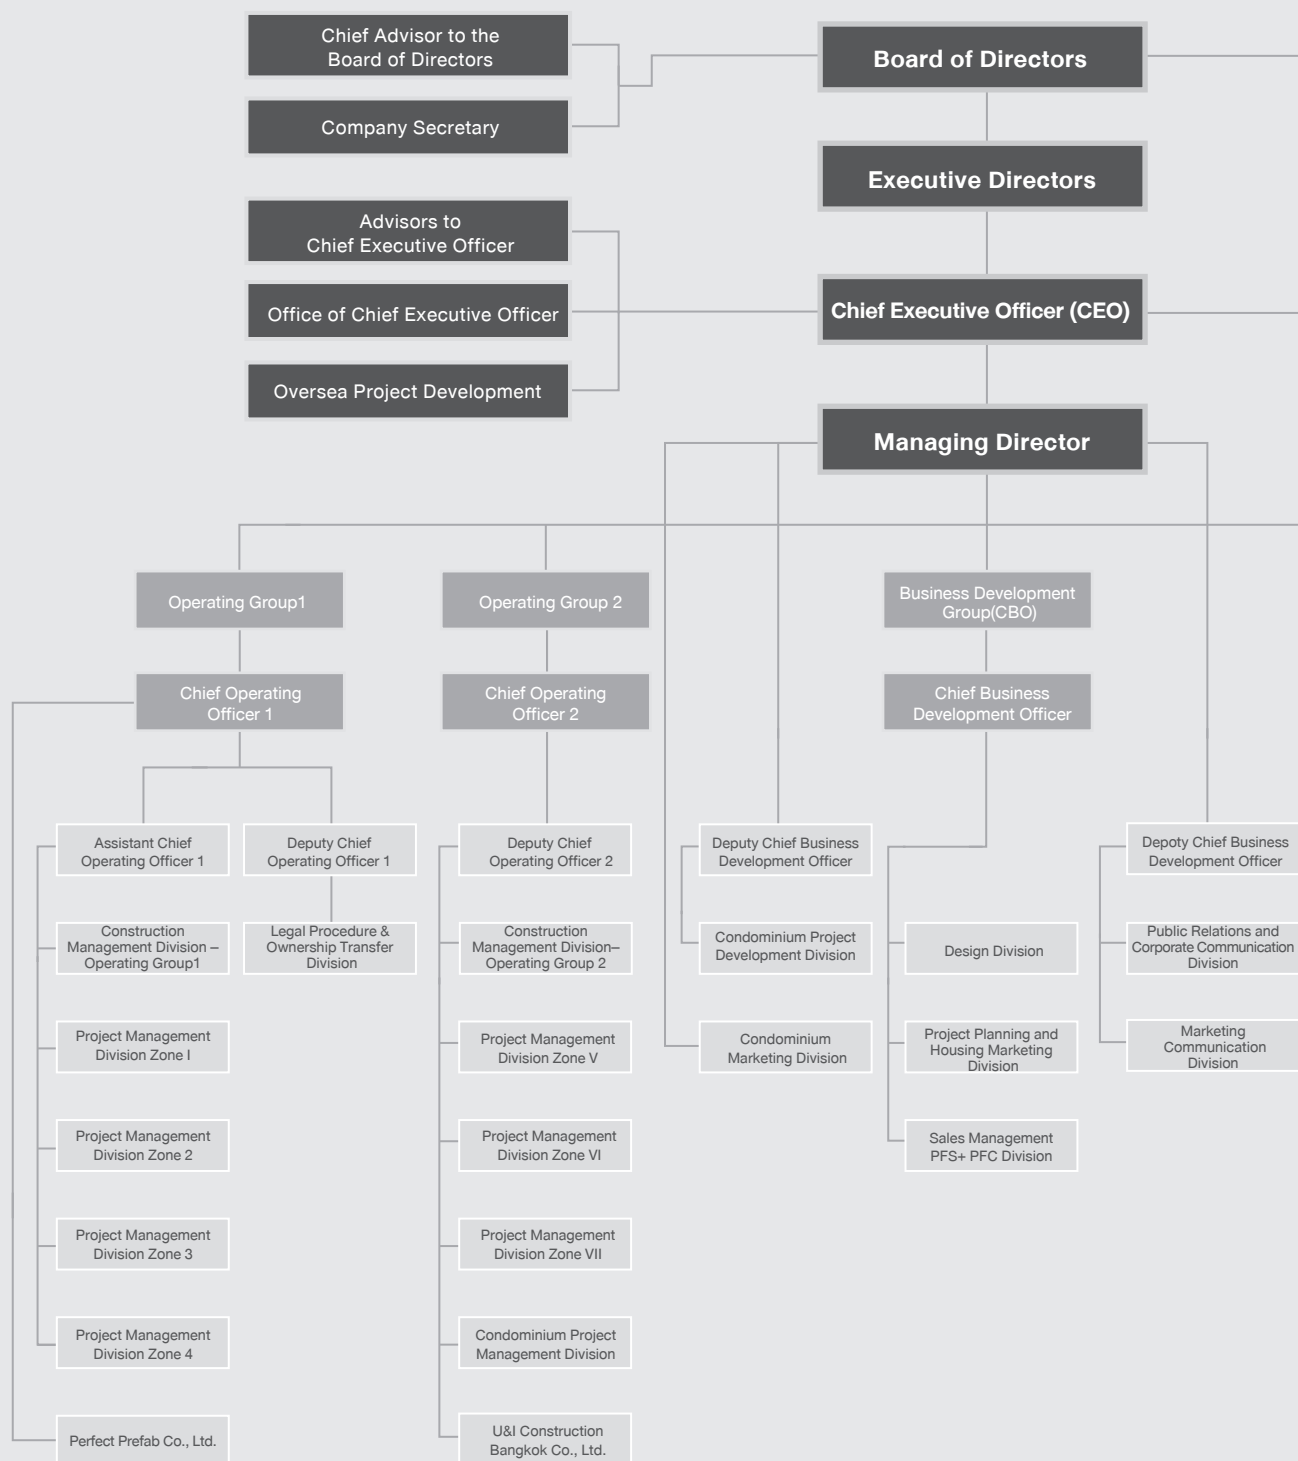 Chief Advisor to the
Board of Directors
Board of Directors
Company Secretary
Executive Directors
Advisors to
Chief Executive Officer
Office of Chief Executive Officer
Chief Executive Officer (CEO)
Oversea Project Development
Managing Director
Operating Group1
Operating Group 2
Business Development
Group(CBO)
Chief Operating
Officer 1
Chief Operating
Officer 2
Chief Business
Development Officer
Assistant Chief
Operating Officer 1
Deputy Chief
Operating Officer 1
Deputy Chief
Operating Officer 2
Deputy Chief Business
Development Officer
Depoty Chief Business
Development Officer
Construction
Management Division –
Operating Group1
Legal Procedure &
Ownership Transfer
Division
Construction
Management Division–
Operating Group 2
Condominium Project
Development Division
Design Division
Public Relations and
Corporate Communication
Division
Project Management
Division Zone I
Project Management
Division Zone V
Condominium
Marketing Division
Project Planning and
Housing Marketing
Division
Marketing
Communication
Division
Project Management
Division Zone 2
Project Management
Division Zone VI
Sales Management
PFS+ PFC Division
Project Management
Division Zone 3
Project Management
Division Zone VII
Project Management
Division Zone 4
Condominium Project
Management Division
Perfect Prefab Co., Ltd.
U&I Construction
Bangkok Co., Ltd.